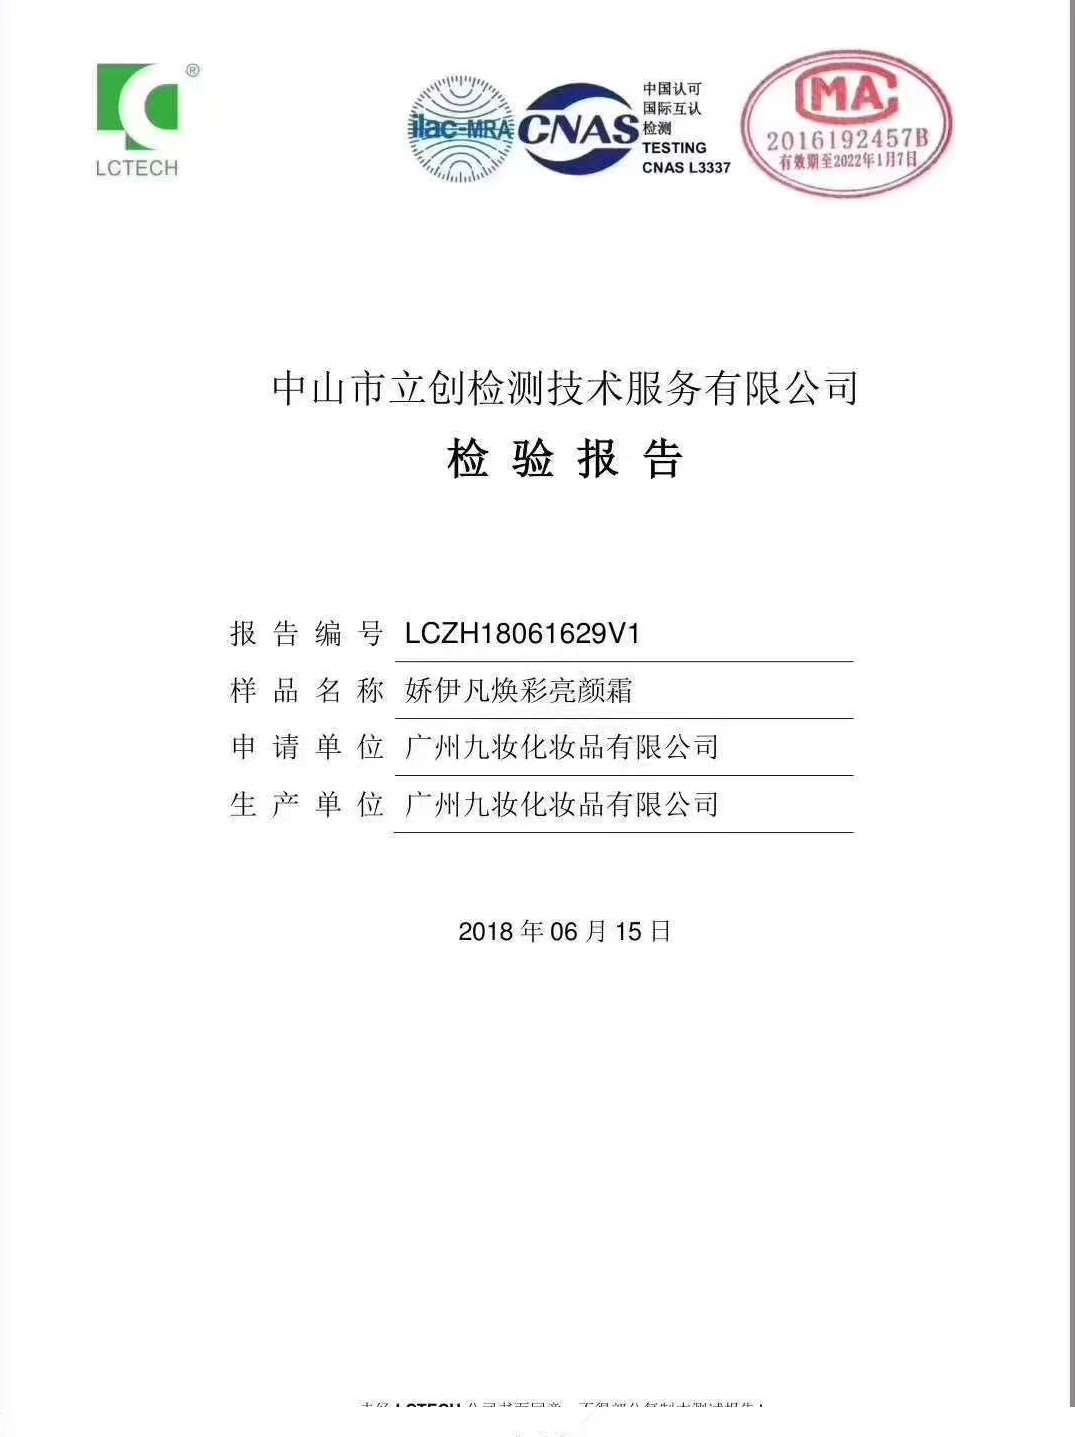 ®
LCTECH
ilac-MRA
CNAS
中国认可
国际互认
检测
TESTING
CNAS L3337
MA
2016192457B
有效期至2022年1月7日
中山市立创检测技术服务有限公司
检验报告
报告编号 LCZH18061629V1
样品名称 娇伊凡焕彩亮颜霜
申请单位 广州九妆化妆品有限公司
生产单位 广州九妆化妆品有限公司
2018 年 06 月 15 日